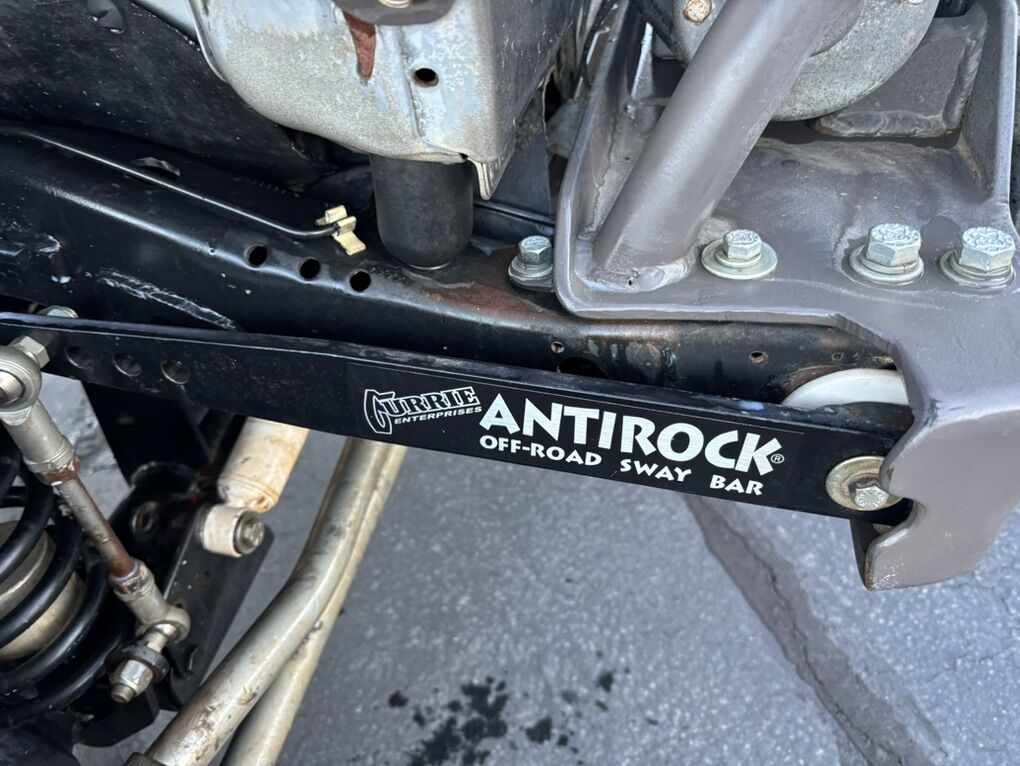 CURRIE
ENTERPRISES
ANTIROCK®
OFF-ROAD SWAY BAR